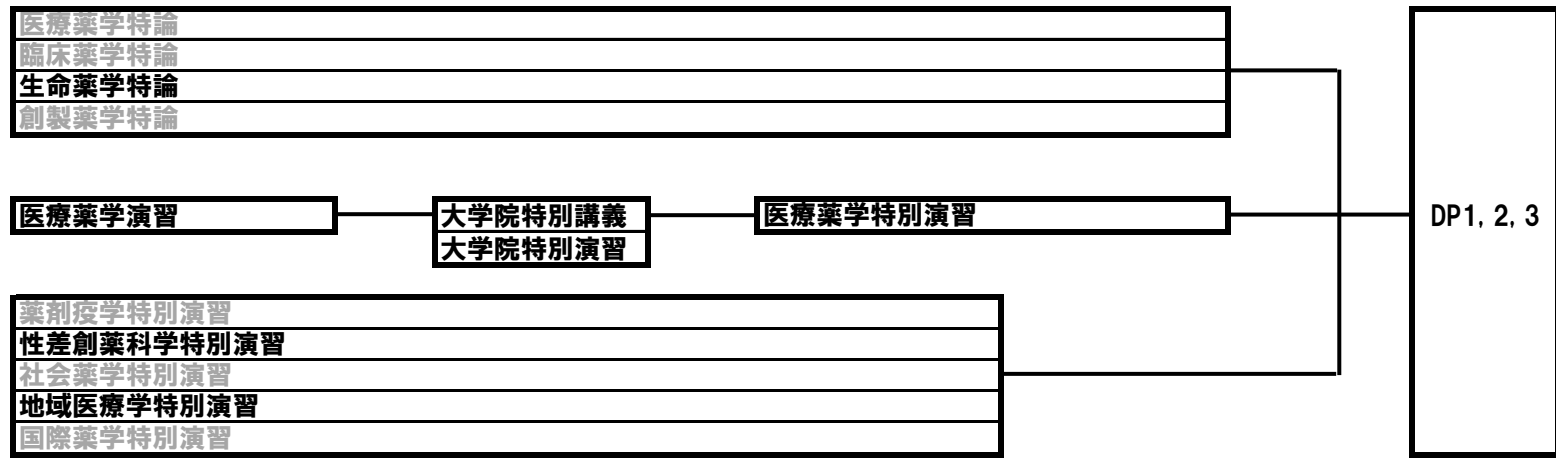 医療薬学特論
臨床薬学特論
生命薬学特論
創製薬学特論
医療薬学演習
大学院特別講義
大学院特別演習
医療薬学特別演習
DP1, 2, 3
薬剤疫学特別演習
性差創薬科学特別演習
社会薬学特別演習
地域医療学特別演習
国際薬学特別演習